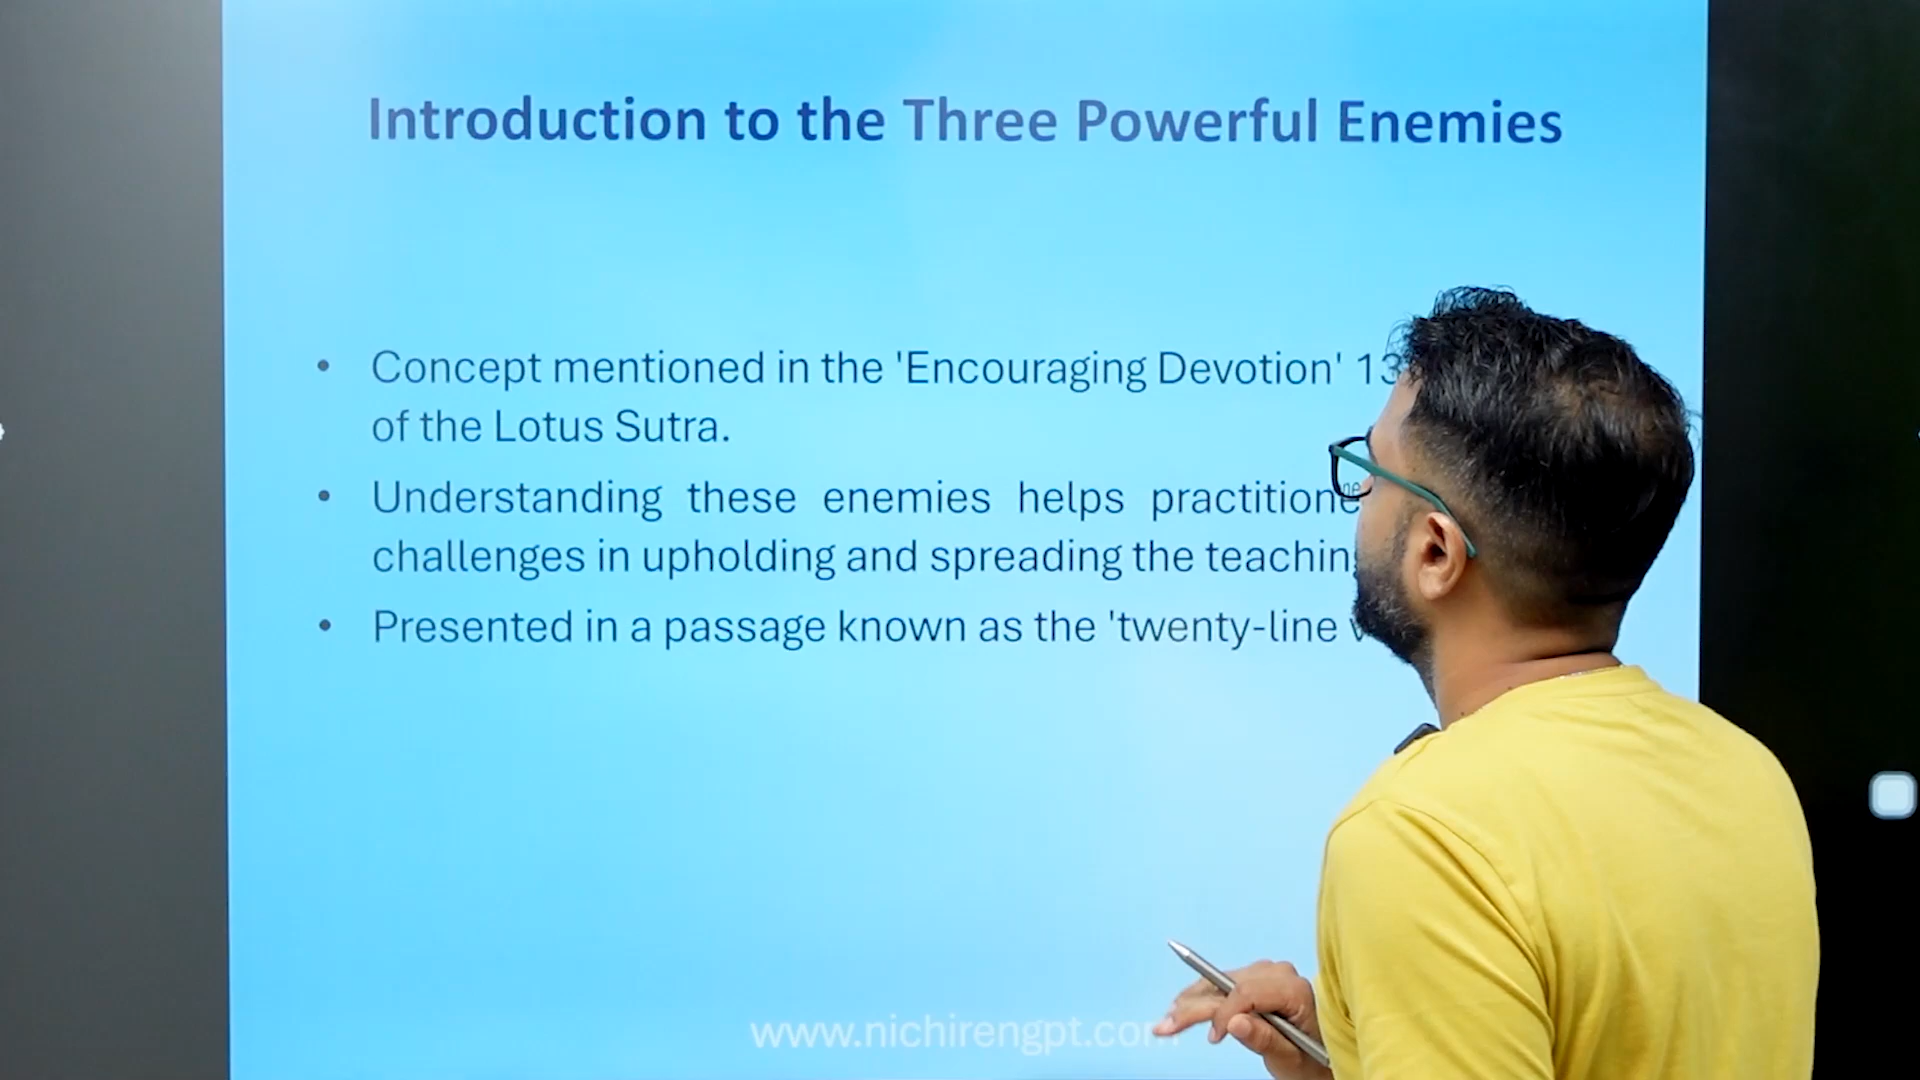 Introduction to the Three Powerful Enemies
• Concept mentioned in the 'Encouraging Devotion' 13
of the Lotus Sutra.
• Understanding these enemies helps
challenges in upholding and spreading the
• Presented in a passage known as the 'twenty-line
www.nichirengpt.com